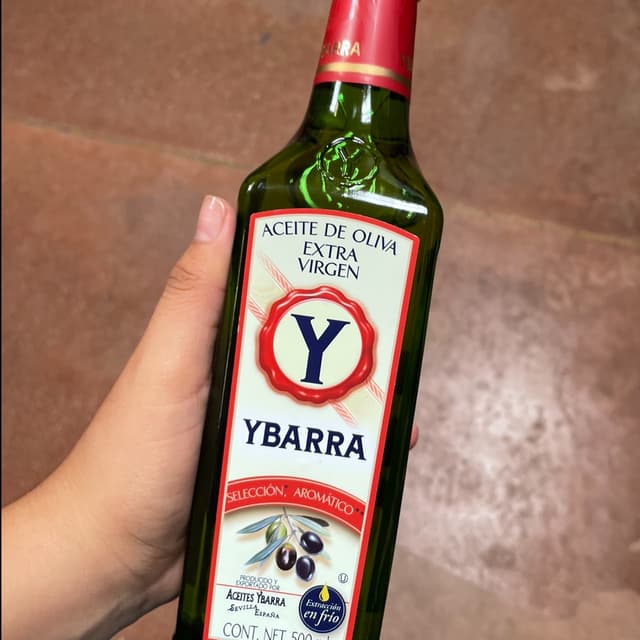 YBARRA
Y
ACEITE DE OLIVA
EXTRA
VIRGEN
Y
YBARRA
SELECCIÓN, AROMÁTICO
PRODUCIDO Y
EXPORTADO POR
ACEITES YBARRA
SEVILLA ESPAÑA
Extracción
en frío
U
CONT. NET. 500